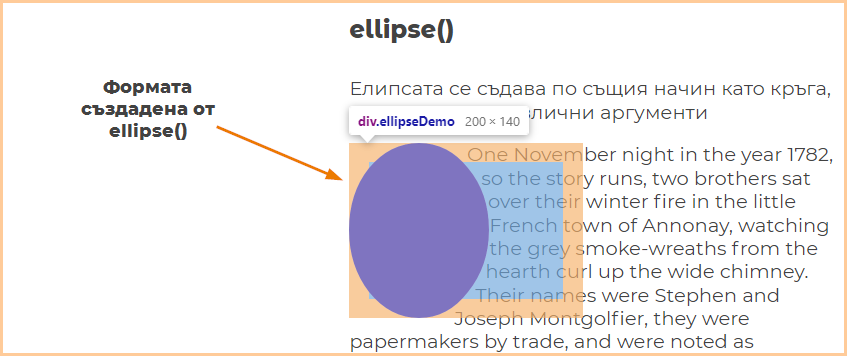 ellipse()
Формата
създадена от
ellipse()
Елипсата се съдава по същия начин като кръга,
злични аргументи
div.ellipseDemo 200 × 140
One November night in the year 1782,
so the story runs, two brothers sat
over their winter fire in the little
French town of Annonay, watching
the grey smoke-wreaths from the
hearth curl up the wide chimney.
Their names were Stephen and
Joseph Montgolfier, they were
papermakers by trade, and were noted as